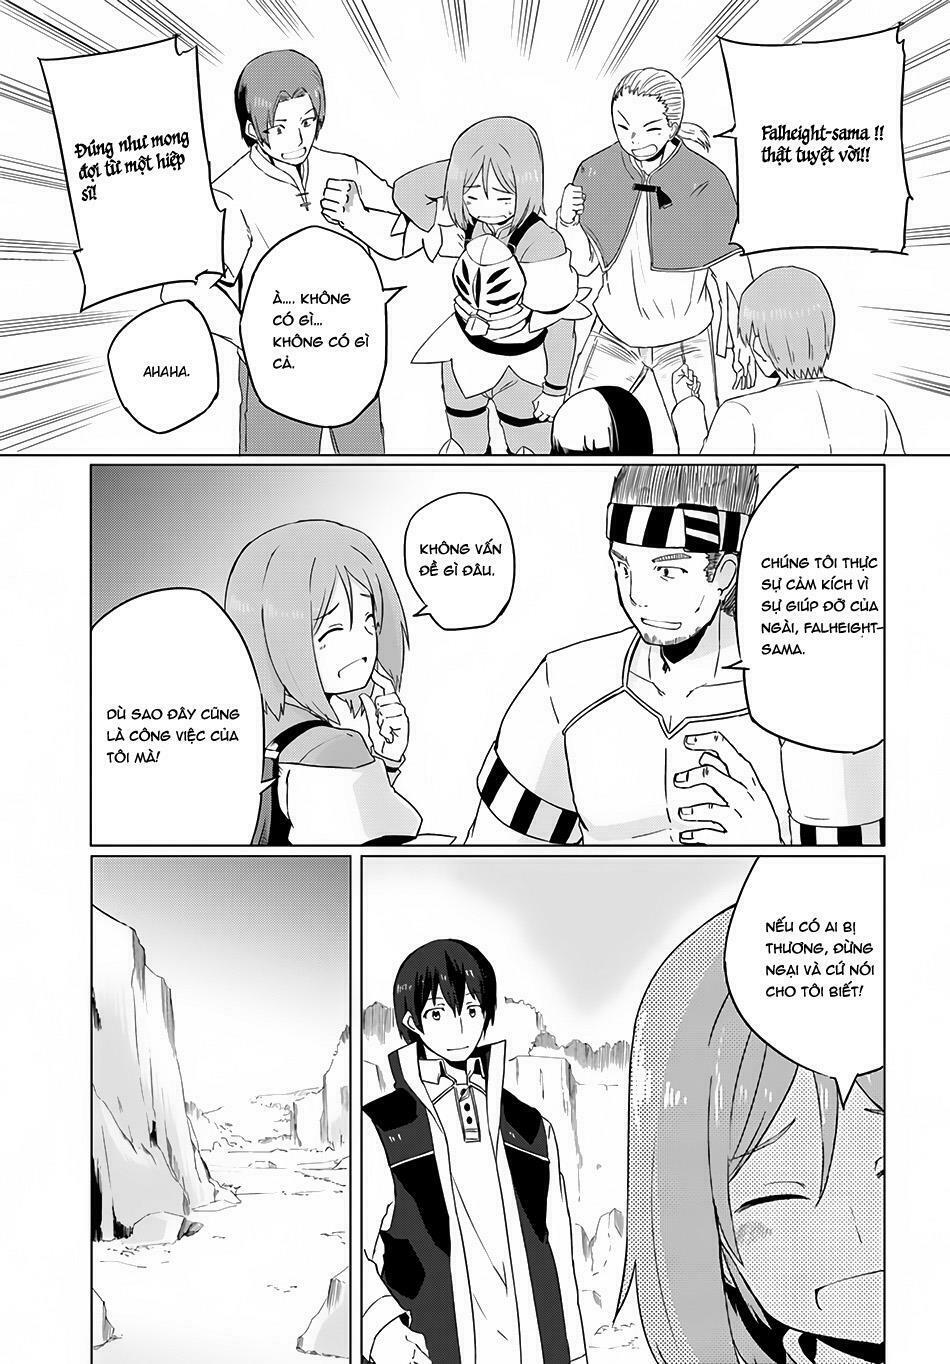 Falheight-sama !!
thật tuyệt vời!!
Đúng như mong
đợi từ một hiệp
sĩ!
À.... KHÔNG
CÓ GÌ...
KHÔNG CÓ GÌ
CẢ.
AHAHA.
CHÚNG TÔI THỰC
SỰ CẢM KÍCH VÌ
SỰ GIÚP ĐỠ CỦA
NGÀI, FALHEIGHT-
SAMA.
KHÔNG VẤN
ĐỀ GÌ ĐÂU.
DÙ SAO ĐÂY CŨNG
LÀ CÔNG VIỆC CỦA
TÔI MÀ!
NẾU CÓ AI BỊ
THƯƠNG, ĐỪNG
NGẠI VÀ CỨ NÓI
CHO TÔI BIẾT!